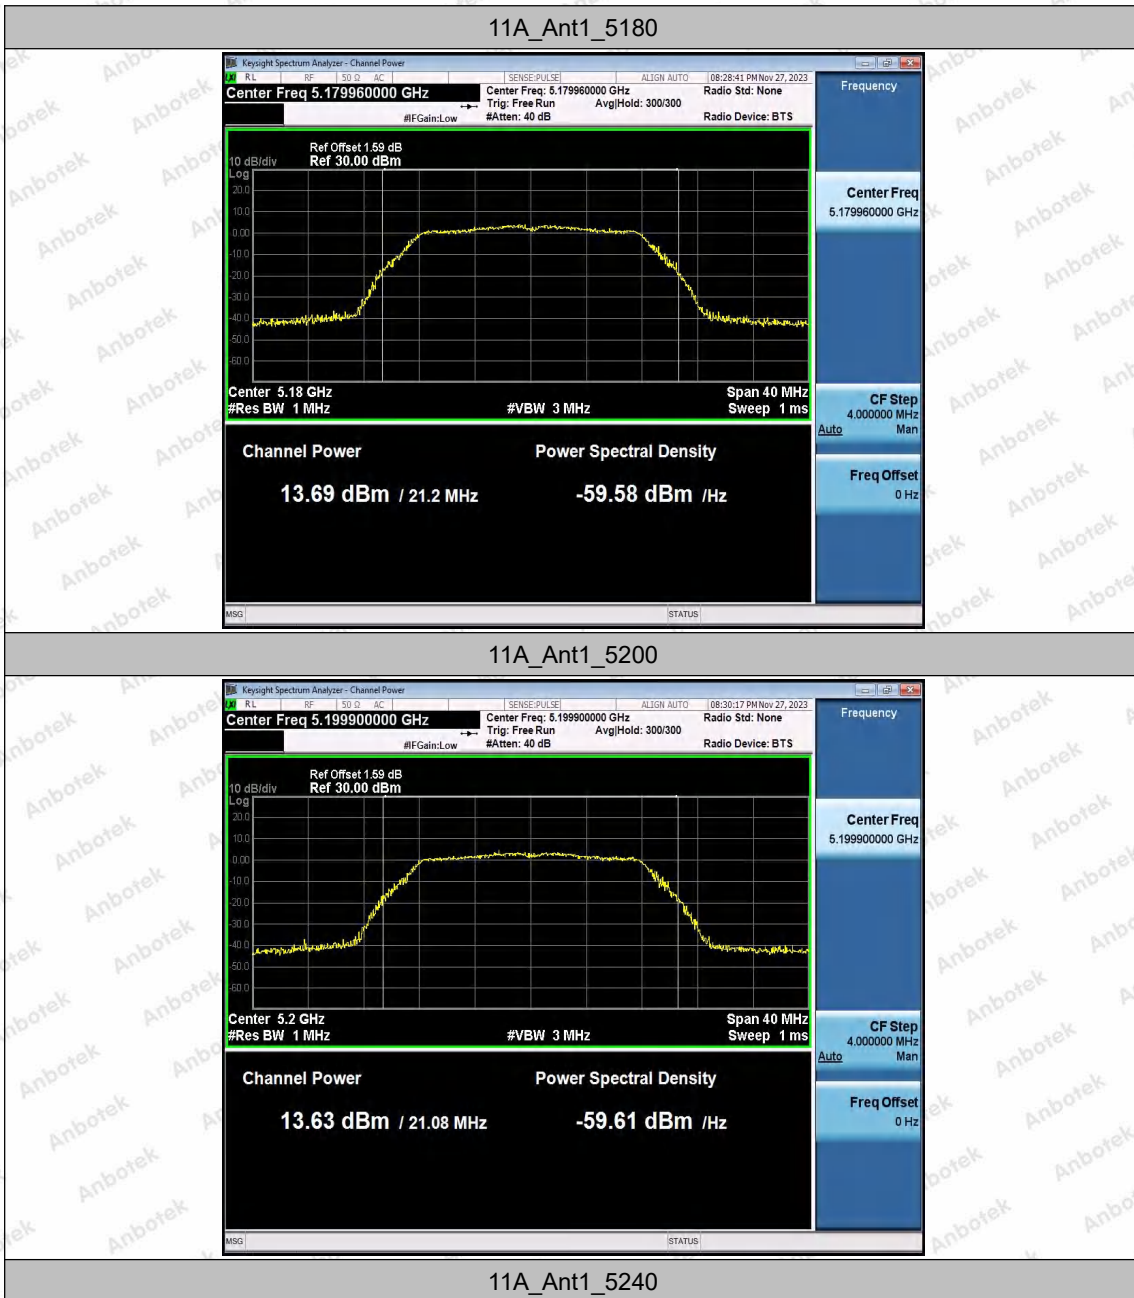 11A_Ant1_5180
Keysight Spectrum Analyzer - Channel Power
RL RF 50 Ω AC SENSE:PULSE ALIGN AUTO 08:28:41 PM Nov 27, 2023
Center Freq 5.179960000 GHz
Center Freq: 5.179960000 GHz Radio Std: None
Trig: Free Run Avg|Hold: 300/300
#IFGain:Low #Atten: 40 dB Radio Device: BTS
Frequency
Ref Offset 1.59 dB
10 dB/div Ref 30.00 dBm
Log
20.0
10.0
0.00
-10.0
-20.0
-30.0
-40.0
-50.0
-60.0
Center Freq
5.179960000 GHz
Center 5.18 GHz Span 40 MHz
#Res BW 1 MHz #VBW 3 MHz Sweep 1 ms
CF Step
4.000000 MHz
Auto Man
Channel Power Power Spectral Density
13.69 dBm / 21.2 MHz -59.58 dBm /Hz
Freq Offset
0 Hz
MSG STATUS
11A_Ant1_5200
Keysight Spectrum Analyzer - Channel Power
RL RF 50 Ω AC SENSE:PULSE ALIGN AUTO 08:30:17 PM Nov 27, 2023
Center Freq 5.199900000 GHz
Center Freq: 5.199900000 GHz Radio Std: None
Trig: Free Run Avg|Hold: 300/300
#IFGain:Low #Atten: 40 dB Radio Device: BTS
Frequency
Ref Offset 1.59 dB
10 dB/div Ref 30.00 dBm
Log
20.0
10.0
0.00
-10.0
-20.0
-30.0
-40.0
-50.0
-60.0
Center Freq
5.199900000 GHz
Center 5.2 GHz Span 40 MHz
#Res BW 1 MHz #VBW 3 MHz Sweep 1 ms
CF Step
4.000000 MHz
Auto Man
Channel Power Power Spectral Density
13.63 dBm / 21.08 MHz -59.61 dBm /Hz
Freq Offset
0 Hz
MSG STATUS
11A_Ant1_5240